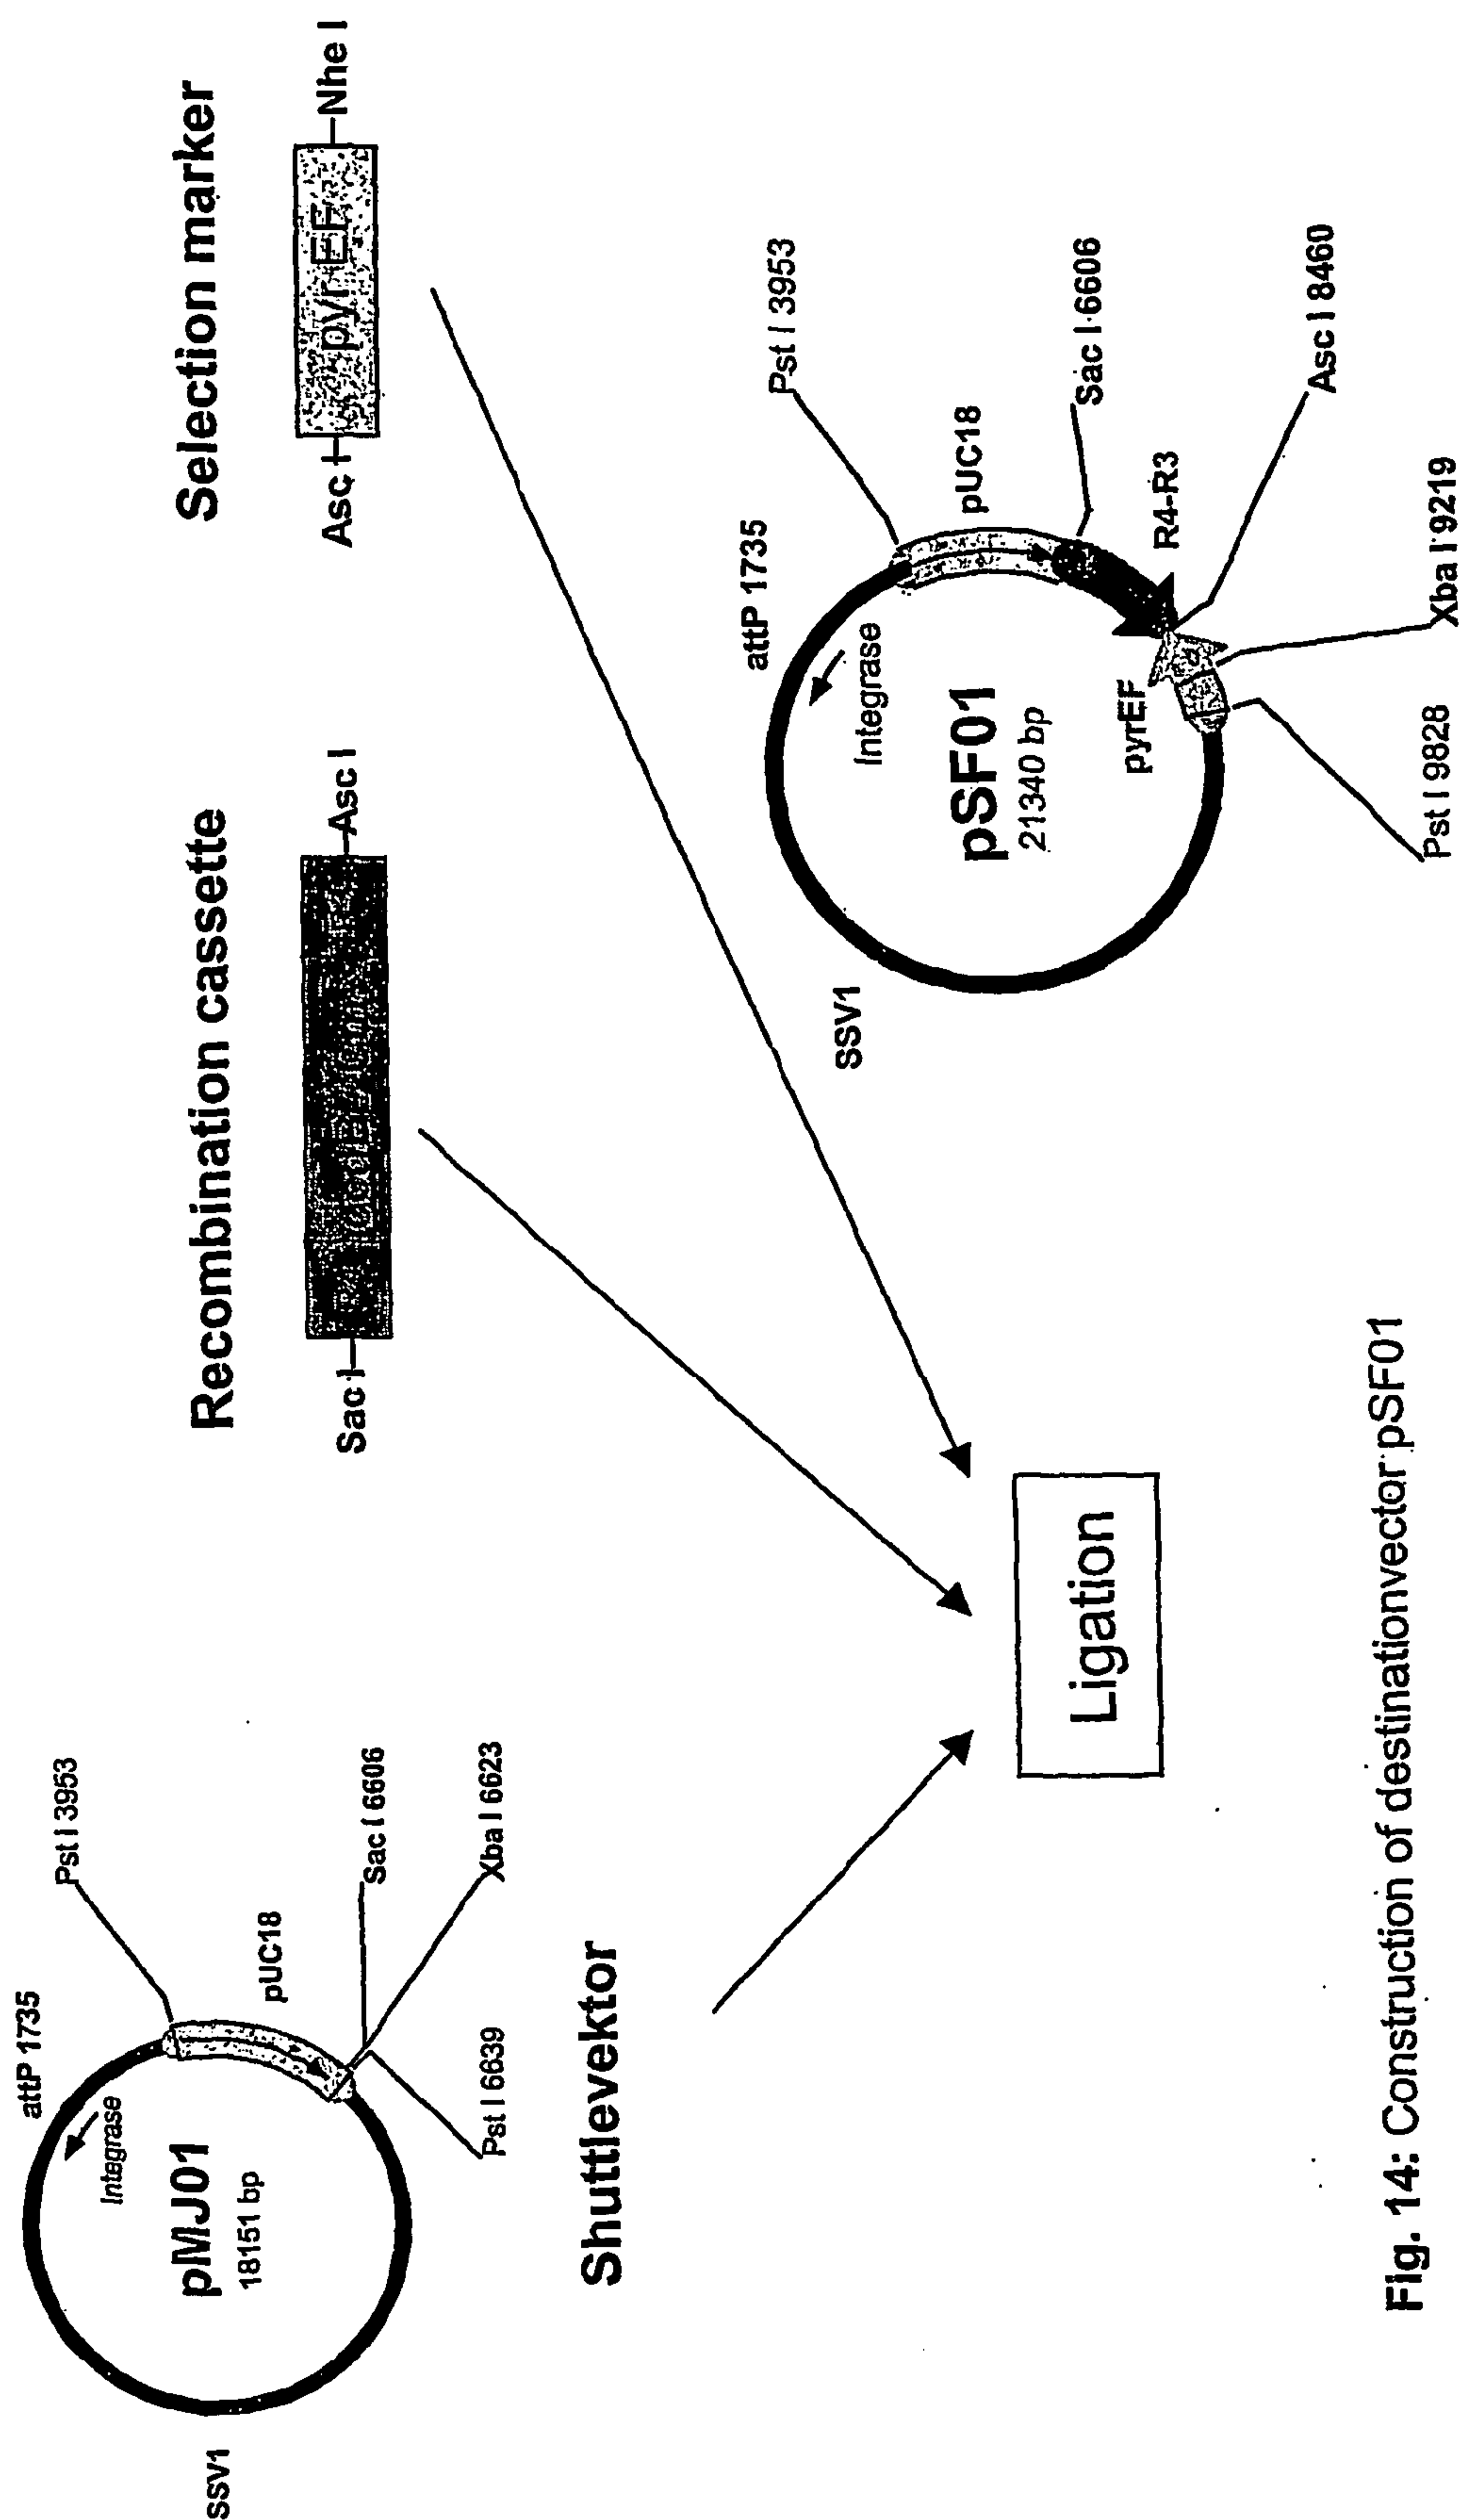 attP 1735
Pst I 3953
Integrase
pMJ01
18151 bp
puC18
Sac I 6606
Xba I 6623
Pst I 6639
SSV1
Shuttlevektor
Recombination cassette
Sac I
Asc I
Selection marker
Asc I
pyrEF
Nhe I
Ligation
attP 1735
Pst I 3953
Integrase
pUC18
pSF01
21340 bp
Sac I 6606
R4-R3
pyrEF
Asc I 8460
Xba I 9219
Pst I 9828
SSV1
Fig. 14: Construction of destinationvector pSF01